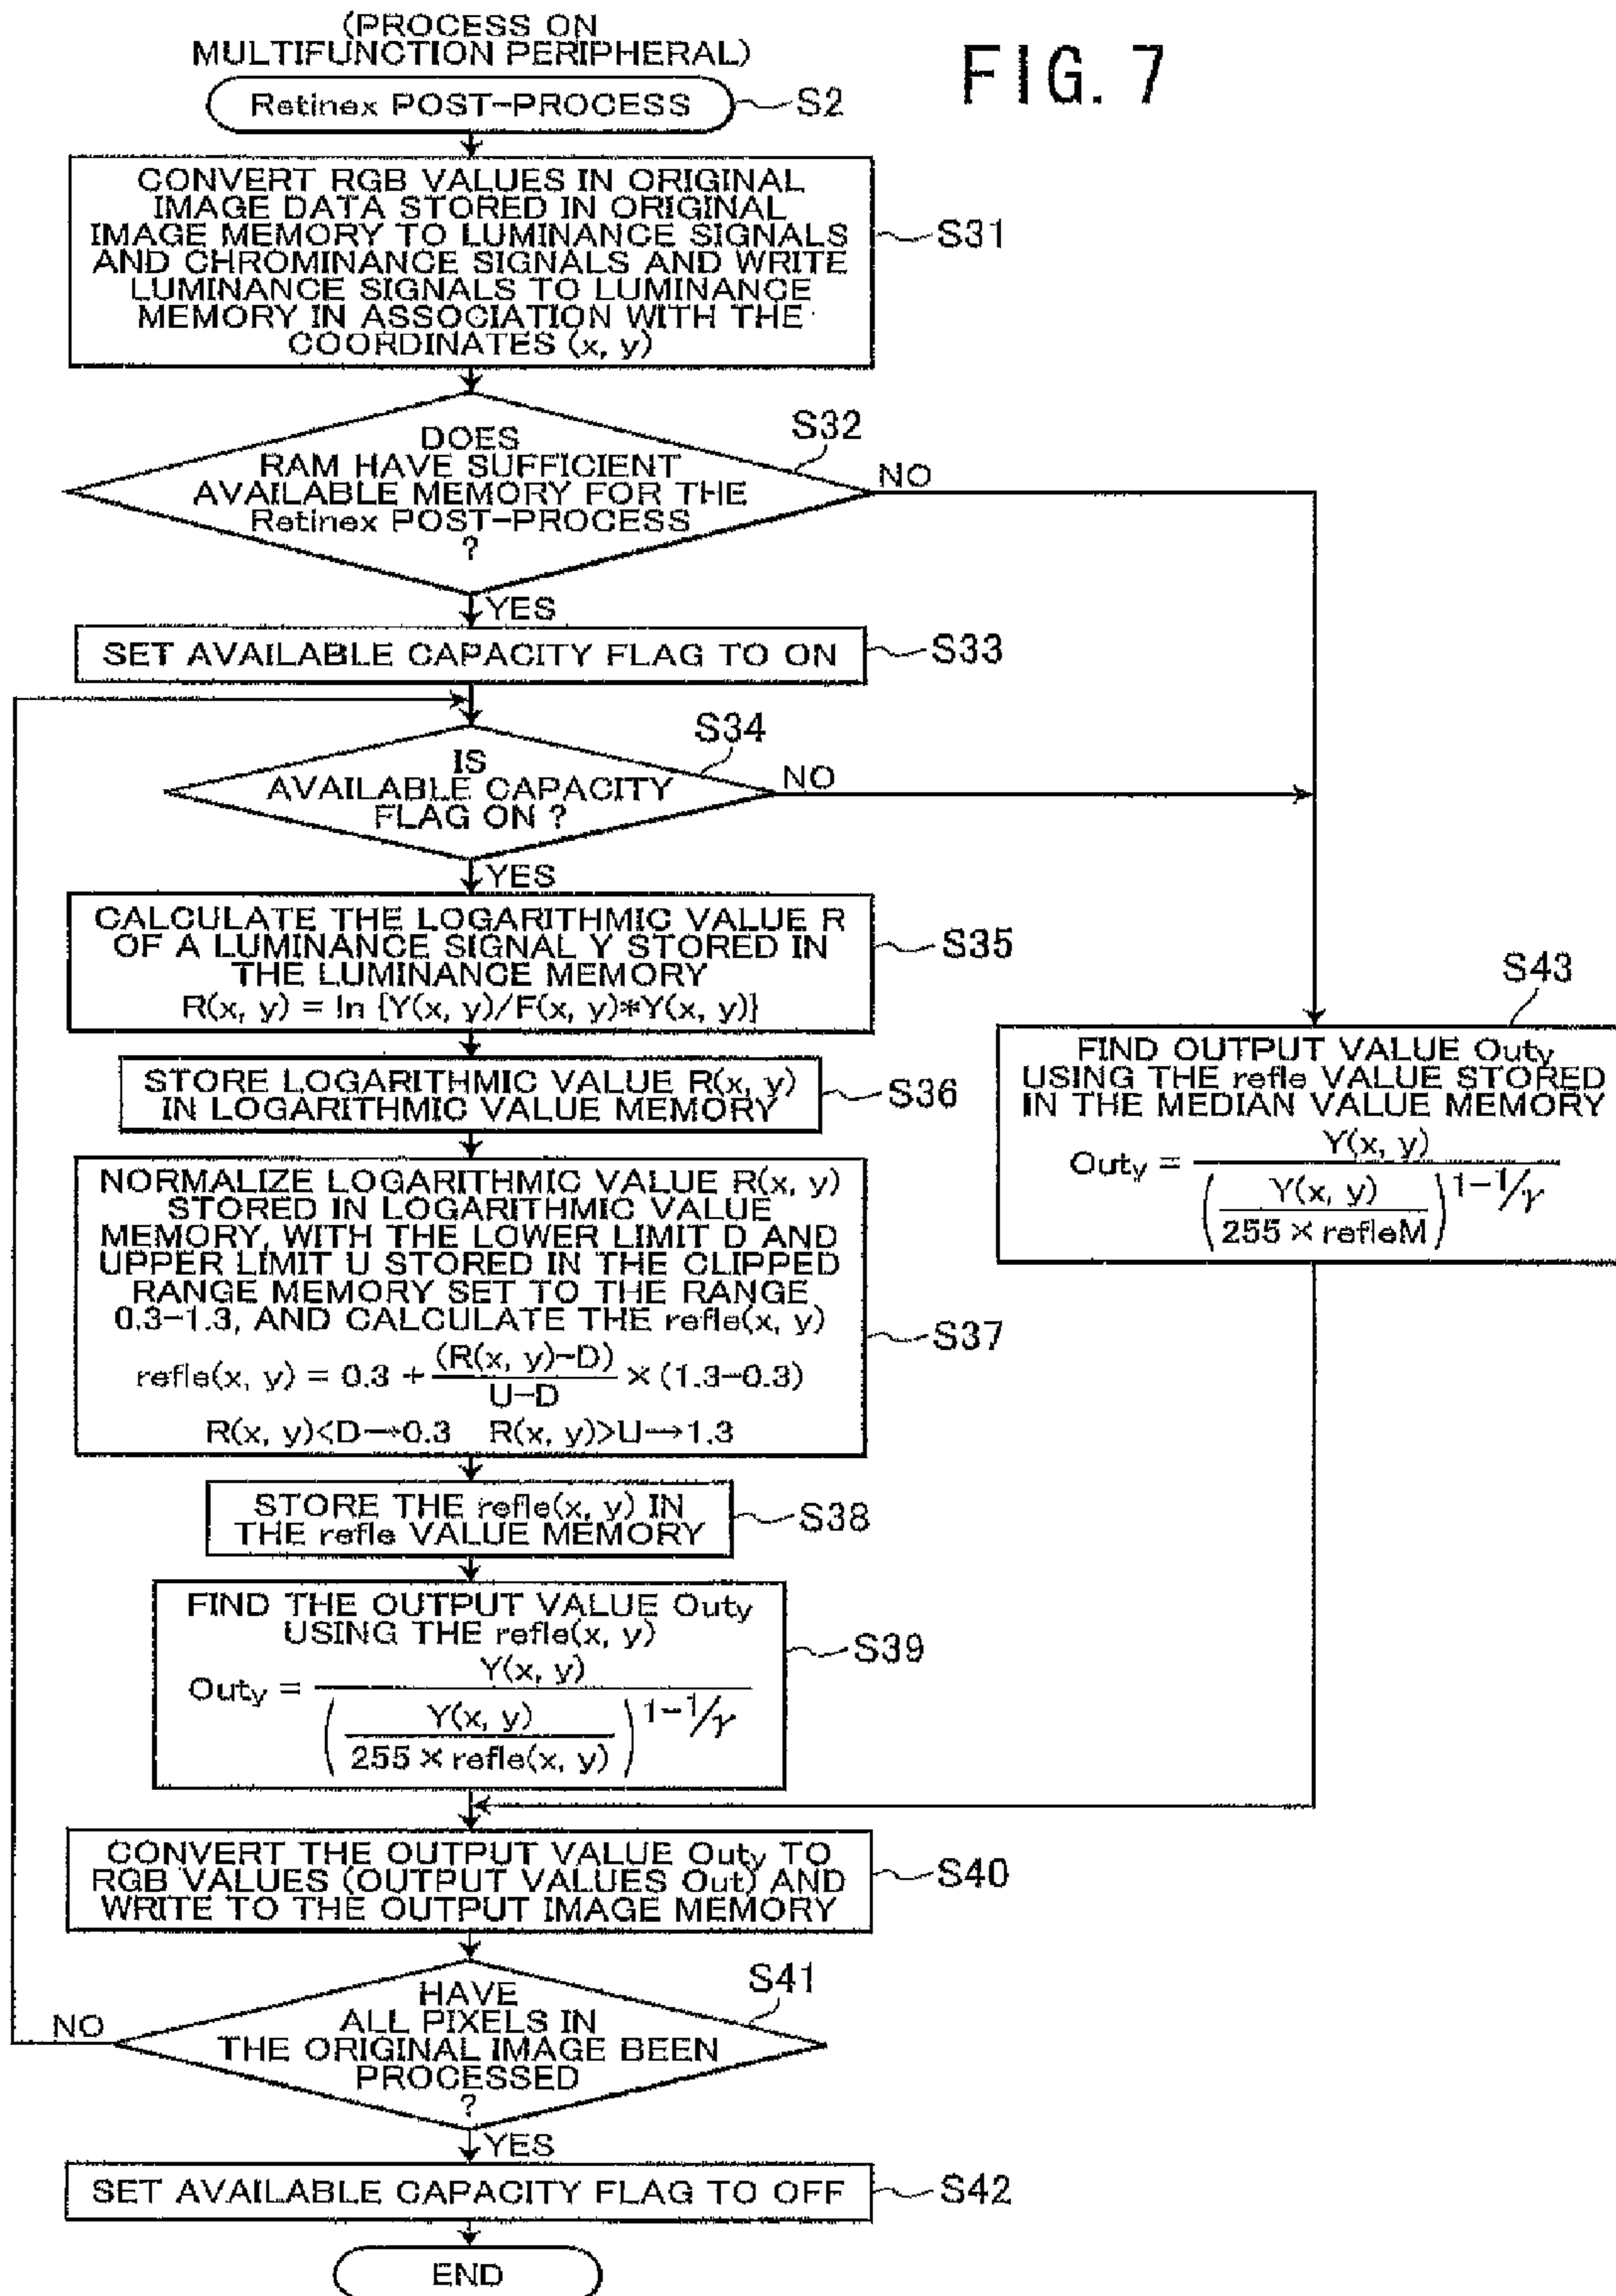 (PROCESS ON
MULTIFUNCTION PERIPHERAL)
FIG. 7
Retinex POST-PROCESS
S2
CONVERT RGB VALUES IN ORIGINAL
IMAGE DATA STORED IN ORIGINAL
IMAGE MEMORY TO LUMINANCE SIGNALS
AND CHROMINANCE SIGNALS AND WRITE
LUMINANCE SIGNALS TO LUMINANCE
MEMORY IN ASSOCIATION WITH THE
COORDINATES (x, y)
S31
DOES
RAM HAVE SUFFICIENT
AVAILABLE MEMORY FOR THE
Retinex POST-PROCESS
?
S32
NO
YES
SET AVAILABLE CAPACITY FLAG TO ON
S33
IS
AVAILABLE CAPACITY
FLAG ON ?
S34
NO
YES
CALCULATE THE LOGARITHMIC VALUE R
OF A LUMINANCE SIGNAL Y STORED IN
THE LUMINANCE MEMORY
R(x, y) = ln {Y(x, y)/F(x, y)*Y(x, y)}
S35
STORE LOGARITHMIC VALUE R(x, y)
IN LOGARITHMIC VALUE MEMORY
S36
NORMALIZE LOGARITHMIC VALUE R(x, y)
STORED IN LOGARITHMIC VALUE
MEMORY, WITH THE LOWER LIMIT D AND
UPPER LIMIT U STORED IN THE CLIPPED
RANGE MEMORY SET TO THE RANGE
0.3-1.3, AND CALCULATE THE refle(x, y)
refle(x, y) = 0.3 + (R(x, y)-D) / U-D × (1.3-0.3)
R(x, y)<D→0.3 R(x, y)>U→1.3
S37
STORE THE refle(x, y) IN
THE refle VALUE MEMORY
S38
FIND THE OUTPUT VALUE Outy
USING THE refle(x, y)
Outy = Y(x, y) / (Y(x, y) / 255 × refle(x, y)) 1-1/γ
S39
S43
FIND OUTPUT VALUE Outy
USING THE refle VALUE STORED
IN THE MEDIAN VALUE MEMORY
Outy = Y(x, y) / (Y(x, y) / 255 × refleM) 1-1/γ
CONVERT THE OUTPUT VALUE Outy TO
RGB VALUES (OUTPUT VALUES Out) AND
WRITE TO THE OUTPUT IMAGE MEMORY
S40
HAVE
ALL PIXELS IN
THE ORIGINAL IMAGE BEEN
PROCESSED
?
S41
NO
YES
SET AVAILABLE CAPACITY FLAG TO OFF
S42
END